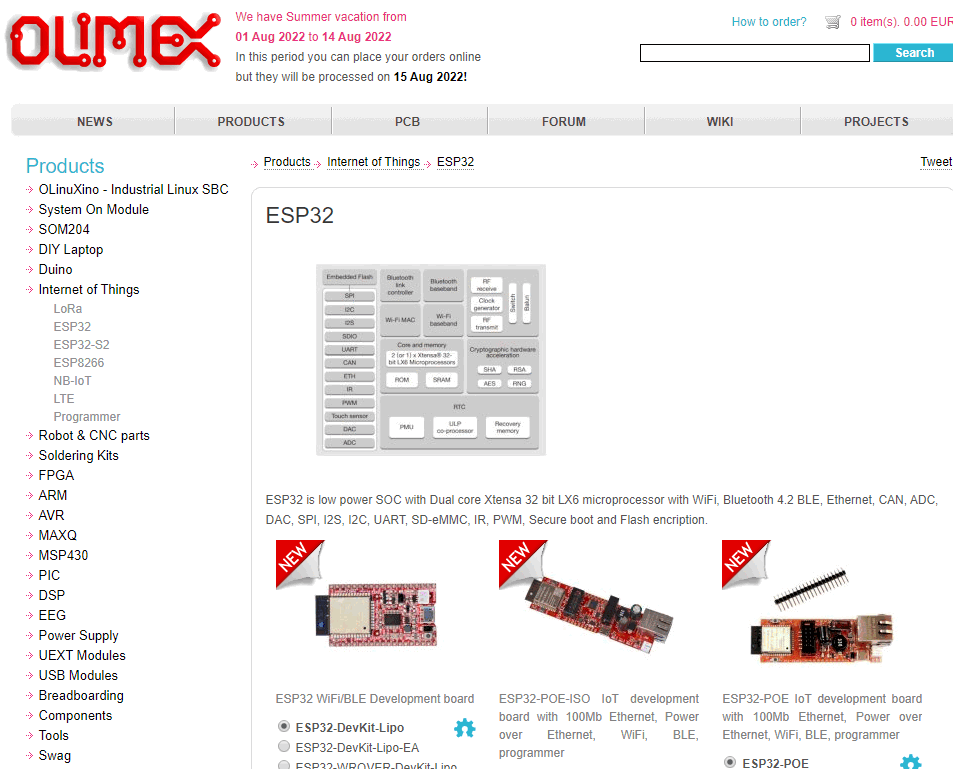 OLIMEX
We have Summer vacation from
01 Aug 2022 to 14 Aug 2022
In this period you can place your orders online
but they will be processed on 15 Aug 2022!
How to order?
0 item(s). 0.00 EUR
Search
NEWS
PRODUCTS
PCB
FORUM
WIKI
PROJECTS
Products
OLinuXino - Industrial Linux SBC
System On Module
SOM204
DIY Laptop
Duino
Internet of Things
LoRa
ESP32
ESP32-S2
ESP8266
NB-IoT
LTE
Programmer
Robot & CNC parts
Soldering Kits
FPGA
ARM
AVR
MAXQ
MSP430
PIC
DSP
EEG
Power Supply
UEXT Modules
USB Modules
Breadboarding
Components
Tools
Swag
Products
Internet of Things
ESP32
Tweet
ESP32
Embedded Flash
SPI
I2C
I2S
SDIO
UART
CAN
ETH
IR
PWM
Touch sensor
DAC
ADC
Bluetooth
link
controller
Bluetooth
baseband
Wi-Fi MAC
Wi-Fi
baseband
RF
receive
Clock
generator
RF
transmit
Switch
Balun
Core and memory
2 (or 1) x Xtensa® 32-
bit LX6 Microprocessors
ROM
SRAM
Cryptographic hardware
acceleration
SHA
RSA
AES
RNG
RTC
PMU
ULP
co-processor
Recovery
memory
ESP32 is low power SOC with Dual core Xtensa 32 bit LX6 microprocessor with WiFi, Bluetooth 4.2 BLE, Ethernet, CAN, ADC,
DAC, SPI, I2S, I2C, UART, SD-eMMC, IR, PWM, Secure boot and Flash encription.
NEW
ESP32 WiFi/BLE Development board
ESP32-DevKit-Lipo
ESP32-DevKit-Lipo-EA
ESP32-WROVER-DevKit-Lipo
NEW
ESP32-POE-ISO IoT development
board with 100Mb Ethernet, Power
over Ethernet, WiFi, BLE,
programmer
NEW
ESP32-POE IoT development board
with 100Mb Ethernet, Power over
Ethernet, WiFi, BLE, programmer
ESP32-POE